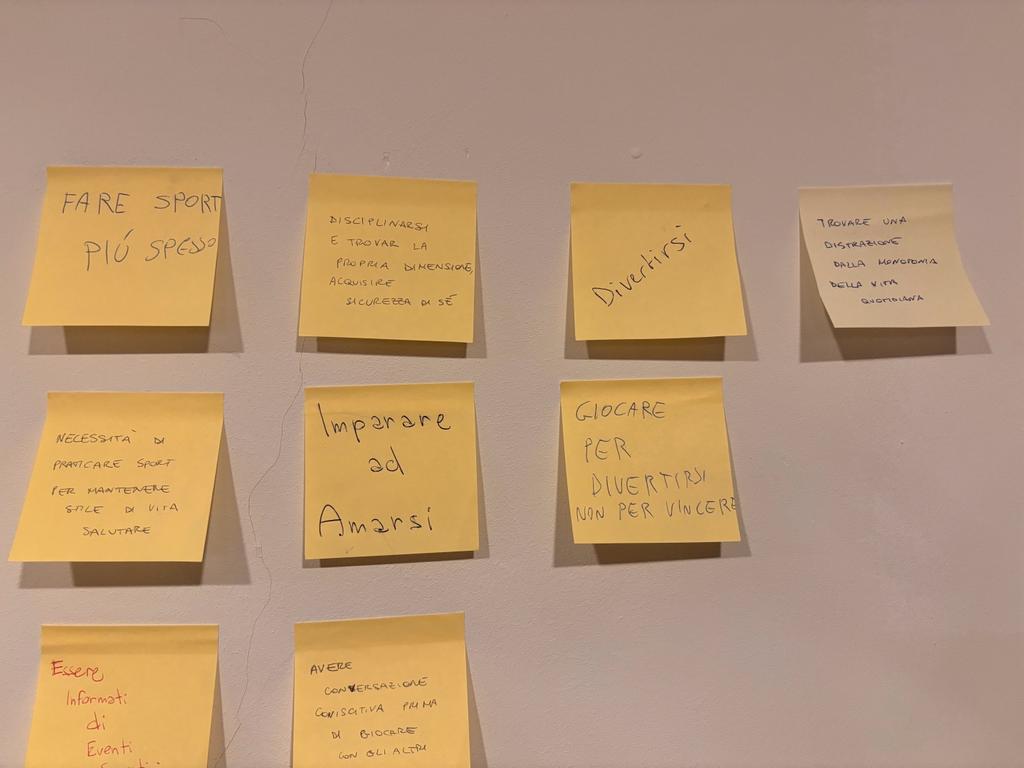 FARE SPORT
PIÚ SPESSO
DISCIPLINARSI
E TROVAR LA
PROPRIA DIMENSIONE,
ACQUISIRE
SICUREZZA DI SÉ
Divertirsi
TROVARE UNA
DISTRAZIONE
DALLA MONOTONIA
DELLA VITA
QUOTIDIANA
NECESSITÀ DI
PRATICARE SPORT
PER MANTENERE
STILE DI VITA
SALUTARE
Imparare
ad
Amarsi
GIOCARE
PER
DIVERTIRSI
NON PER VINCERE
Essere
Informati
di
Eventi
AVERE
CONVERSAZIONE
CONISCITIVA PRIMA
DI GIOCARE
CON GLI ALTRI